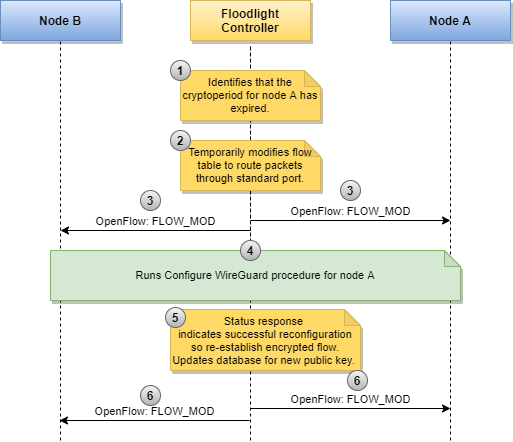 Node B
Floodlight
Controller
Node A
1
Identifies that the
cryptoperiod for node A has
expired.
2
Temporarily modifies flow
table to route packets
through standard port.
3
OpenFlow: FLOW_MOD
3
OpenFlow: FLOW_MOD
4
Runs Configure WireGuard procedure for node A
5
Status response
indicates successful reconfiguration
so re-establish encrypted flow.
Updates database for new public key.
6
OpenFlow: FLOW_MOD
6
OpenFlow: FLOW_MOD